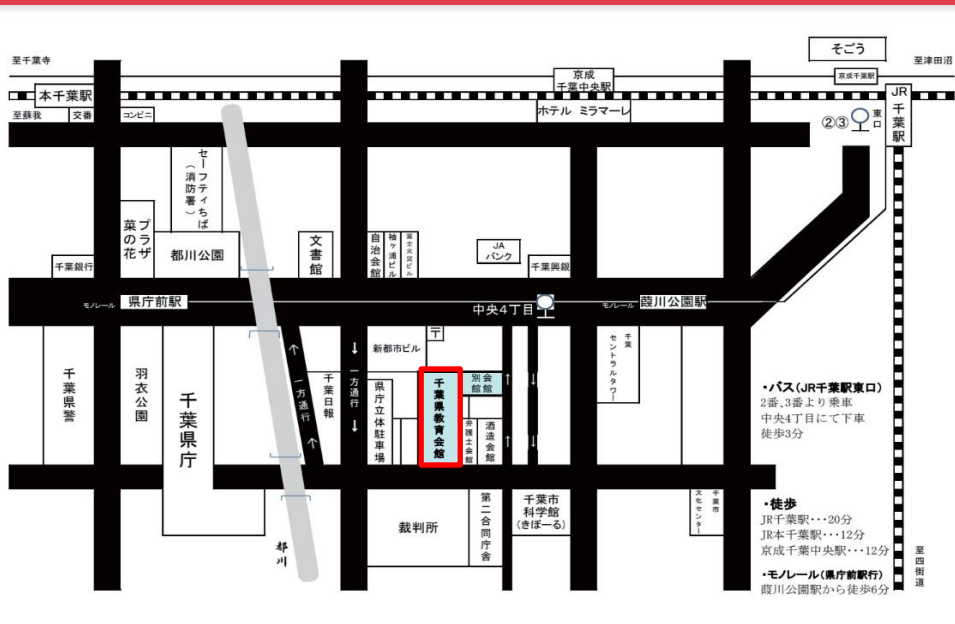 そごう
至千葉寺
京成
千葉中央駅
京成千葉駅
至津田沼
本千葉駅
JR千葉駅
至蘇我
交番
コンビニ
ホテル ミラマーレ
②③
東口
セーフティちば
(消防署)
プラザ
菜の花
都川公園
文書館
自治会館
袖ヶ浦ビル
富士火災ビル
JA
バンク
千葉銀行
千葉興銀
モノレール 県庁前駅
中央4丁目
モノレール 葭川公園駅
〒
新都市ビル
千葉
セントラルタワー
千葉県警
羽衣公園
千葉県庁
↑
一方通行
↑
千葉日報
↓
一方通行
↓
県庁立体駐車場
千葉県教育会館
別会
館館
↑
↓↓
弁護士会館
酒造会館
↑
↓↓
・バス(JR千葉駅東口)
2番、3番より乗車
中央4丁目にて下車
徒歩3分
裁判所
第二合同庁舎
千葉市
科学館
(きぼーる)
千葉市
文化センター
都川
・徒歩
JR千葉駅・・・20分
JR本千葉駅・・・12分
京成千葉中央駅・・・12分
・モノレール(県庁前駅行)
葭川公園駅から徒歩6分
至四街道